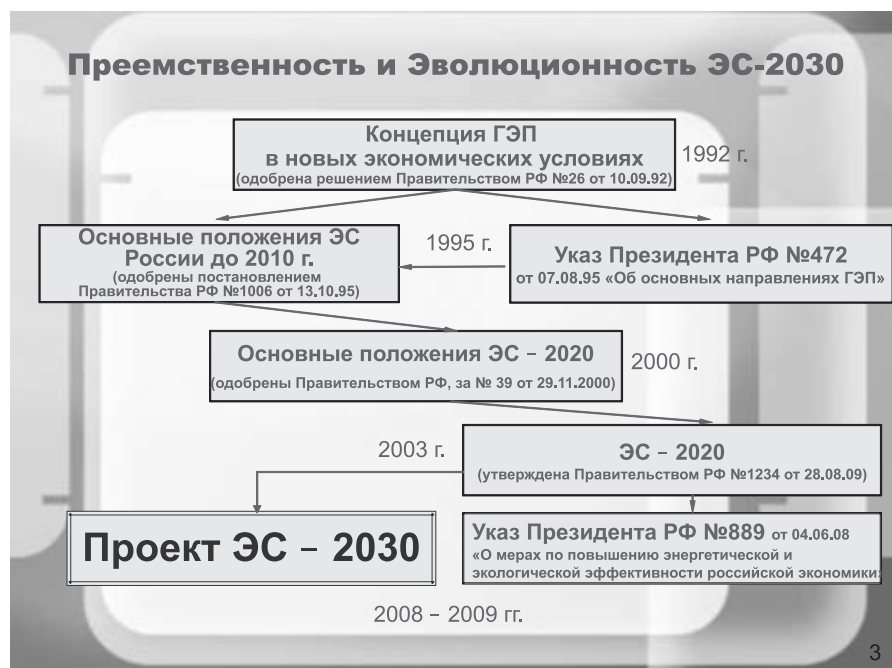 Преемственность и Эволюционность ЭС-2030
Концепция ГЭП
в новых экономических условиях
(одобрена решением Правительством РФ №26 от 10.09.92)
1992 г.
Основные положения ЭС
России до 2010 г.
(одобрены постановлением
Правительства РФ №1006 от 13.10.95)
1995 г.
Указ Президента РФ №472
от 07.08.95 «Об основных направлениях ГЭП»
Основные положения ЭС – 2020
(одобрены Правительством РФ, за № 39 от 29.11.2000)
2000 г.
2003 г.
ЭС – 2020
(утверждена Правительством РФ №1234 от 28.08.09)
Проект ЭС – 2030
Указ Президента РФ №889 от 04.06.08
«О мерах по повышению энергетической и
экологической эффективности российской экономики»
2008 – 2009 гг.
3